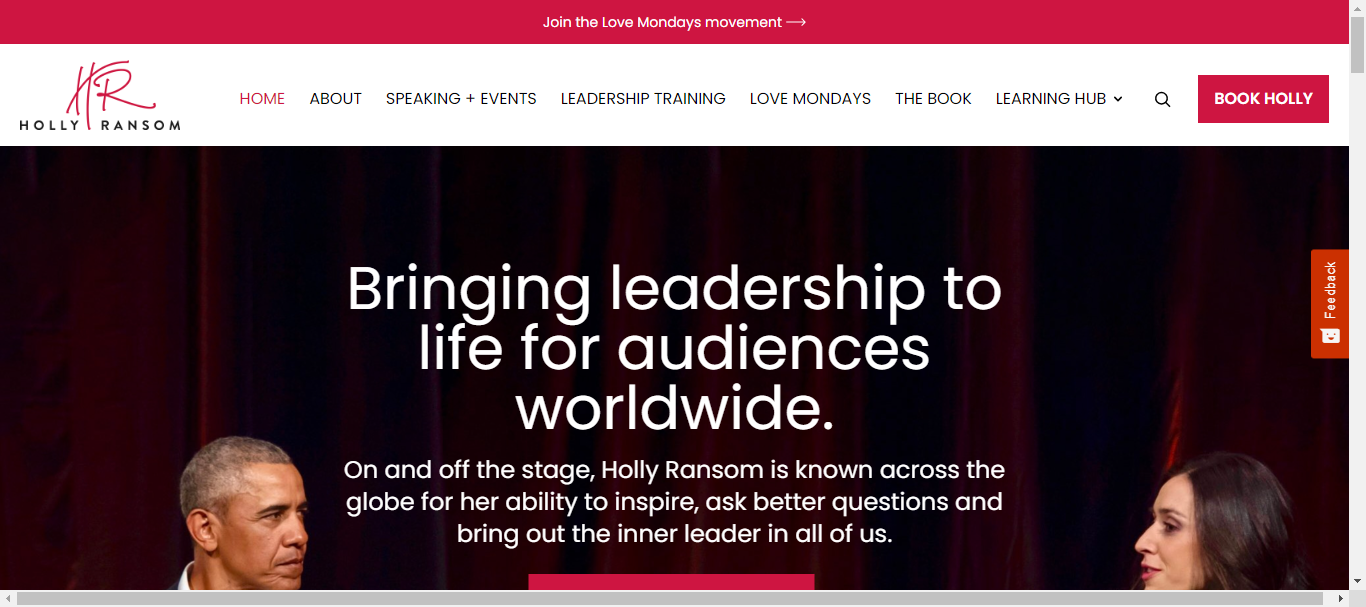 Join the Love Mondays movement →
HR
HOLLY RANSOM
HOME ABOUT SPEAKING + EVENTS LEADERSHIP TRAINING LOVE MONDAYS THE BOOK LEARNING HUB BOOK HOLLY
Feedback
Bringing leadership to
life for audiences
worldwide.
On and off the stage, Holly Ransom is known across the
globe for her ability to inspire, ask better questions and
bring out the inner leader in all of us.